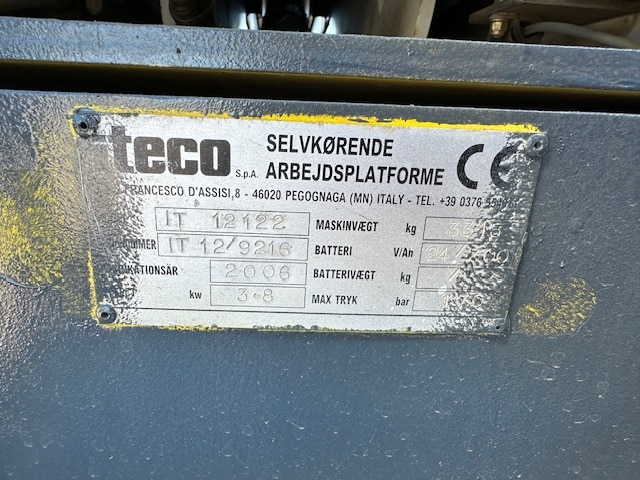 teco S.p.A. SELVKØRENDE
ARBEJDSPLATFORME CE
FRANCESCO D'ASSISI,8 - 46020 PEGOGNAGA (MN) ITALY - TEL. +39 0376
IT 12122 MASKINVÆGT kg
IT 12/9216 BATTERI V/Ah
2006 BATTERIVÆGT kg
kw 3.8 MAX TRYK bar